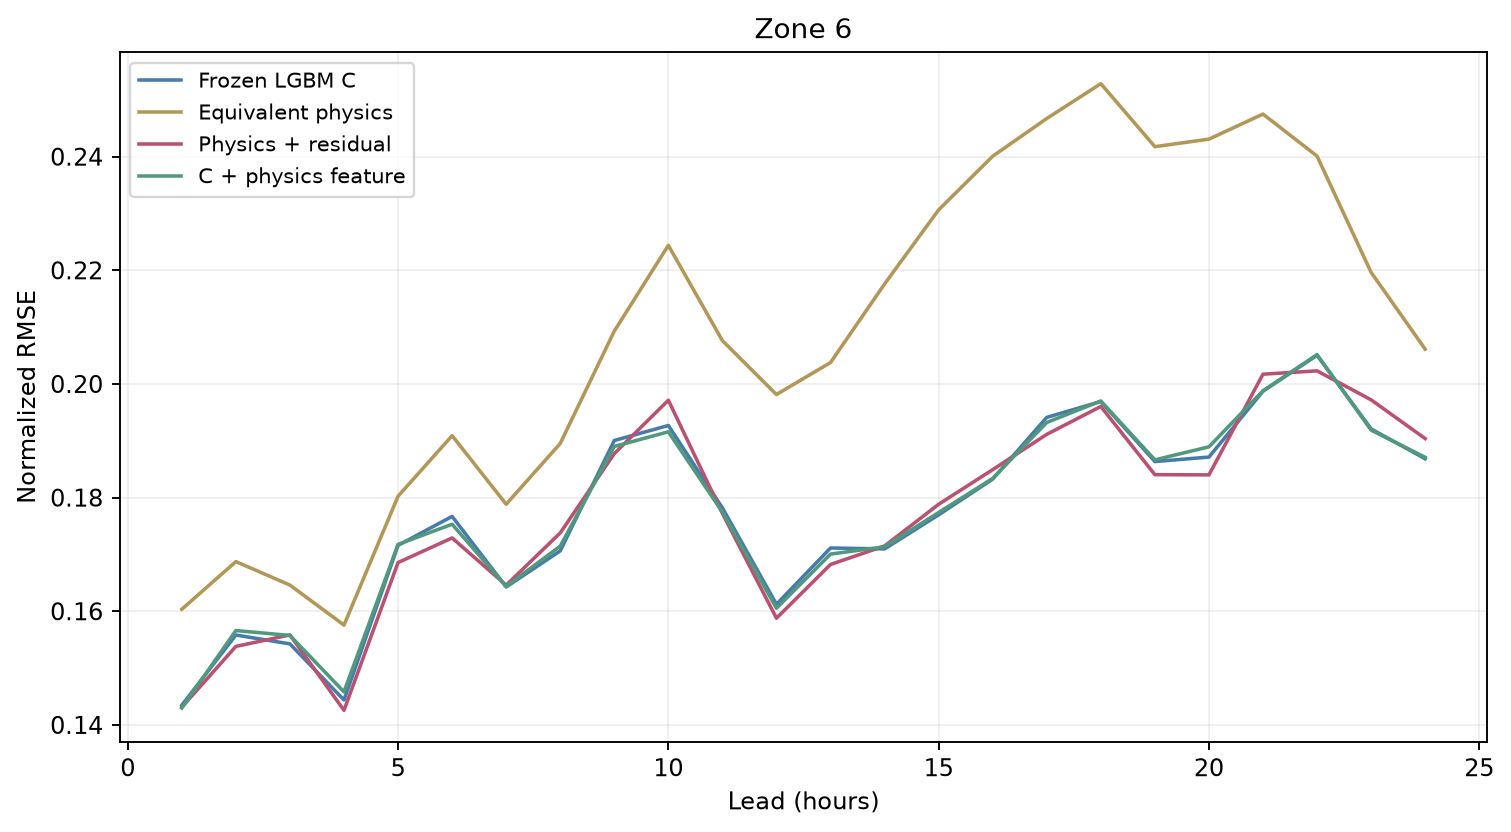 Zone 6
Frozen LGBM C
Equivalent physics
Physics + residual
C + physics feature
Normalized RMSE
0.24
0.22
0.20
0.18
0.16
0.14
0 5 10 15 20 25
Lead (hours)